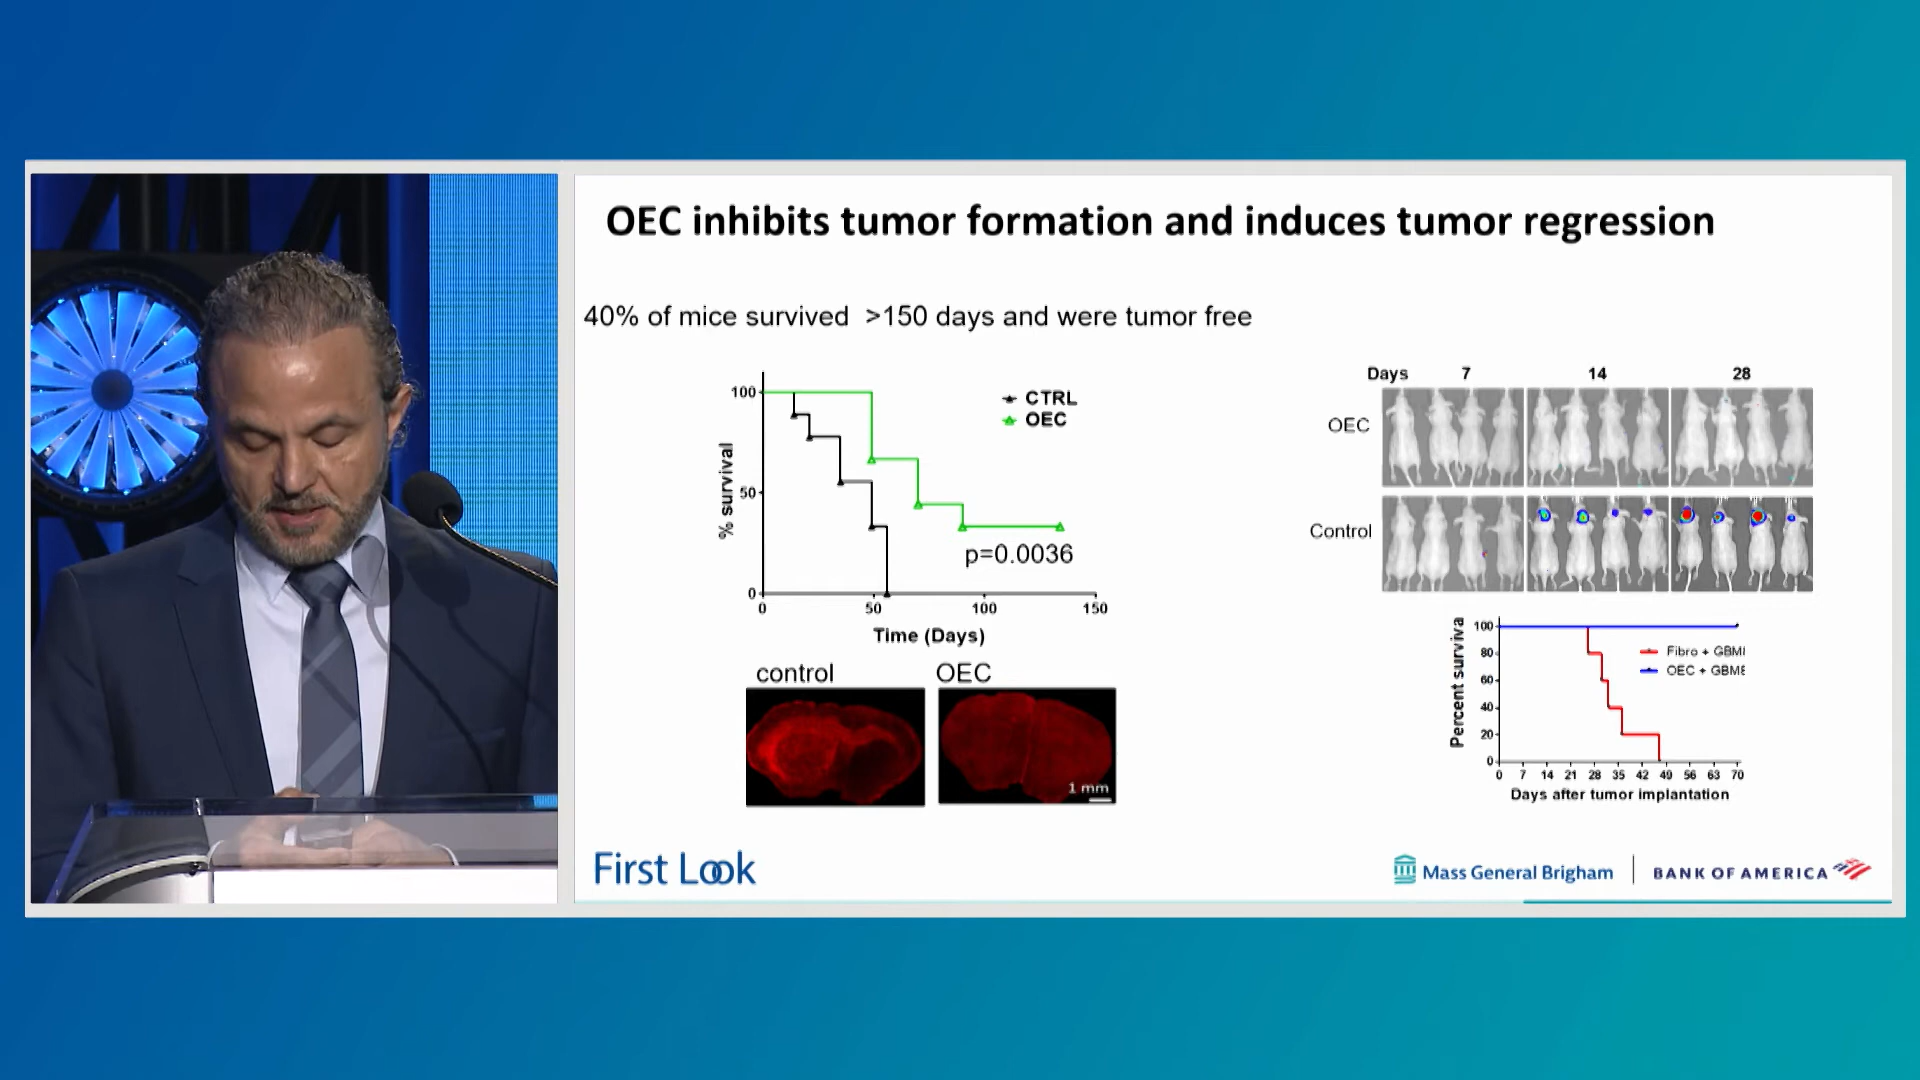 OEC inhibits tumor formation and induces tumor regression
40% of mice survived >150 days and were tumor free
100
50
0
% survival
CTRL
OEC
p=0.0036
0 50 100 150
Time (Days)
control OEC
1 mm
Days 7 14 28
OEC
Control
Percent surviva
100
80
60
40
20
0
Fibro + GBM
OEC + GBM8
0 7 14 21 28 35 42 49 56 63 70
Days after tumor implantation
First Look
Mass General Brigham
BANK OF AMERICA